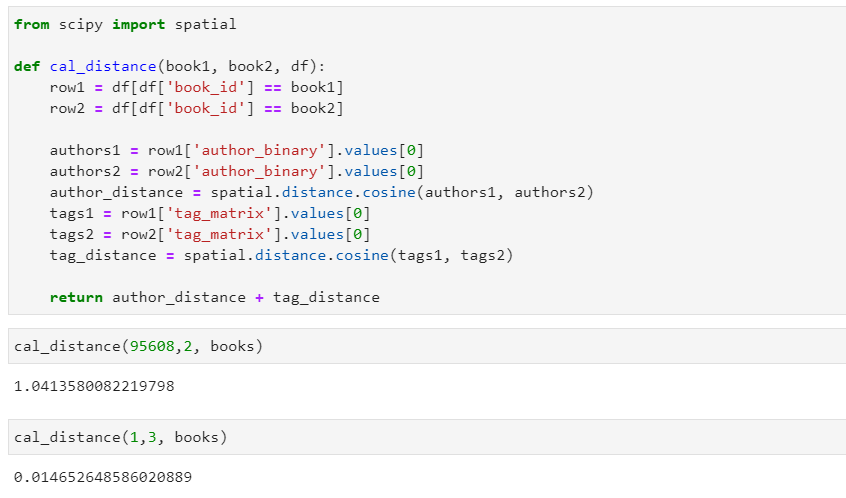 from scipy import spatial
def cal_distance(book1, book2, df):
    row1 = df[df['book_id'] == book1]
    row2 = df[df['book_id'] == book2]
    authors1 = row1['author_binary'].values[0]
    authors2 = row2['author_binary'].values[0]
    author_distance = spatial.distance.cosine(authors1, authors2)
    tags1 = row1['tag_matrix'].values[0]
    tags2 = row2['tag_matrix'].values[0]
    tag_distance = spatial.distance.cosine(tags1, tags2)
    return author_distance + tag_distance
cal_distance(95608,2, books)
1.0413580082219798
cal_distance(1,3, books)
0.014652648586020889